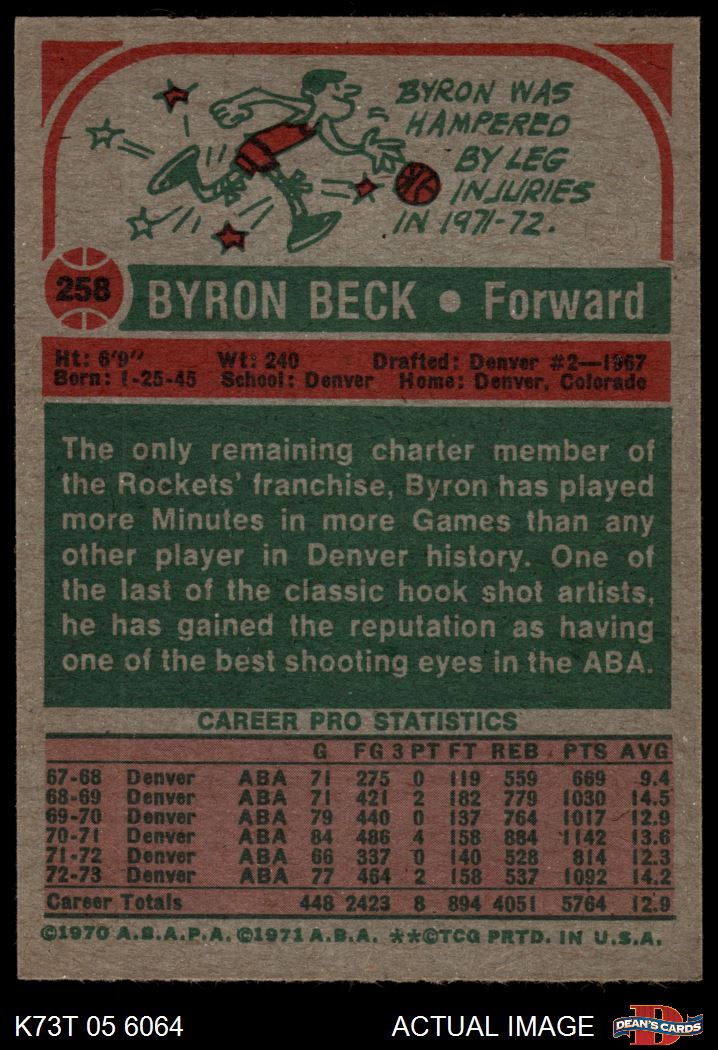 BYRON WAS
HAMPERED
BY LEG
INJURIES
IN 1971-72.
258
BYRON BECK • Forward
Ht: 6'9" Wt: 240 Drafted: Denver #2—1967
Born: 1-25-45 School: Denver Home: Denver, Colorado
The only remaining charter member of
the Rockets' franchise, Byron has played
more Minutes in more Games than any
other player in Denver history. One of
the last of the classic hook shot artists,
he has gained the reputation as having
one of the best shooting eyes in the ABA.
CAREER PRO STATISTICS
G FG 3 PT FT REB. PTS AVG
67-68 Denver ABA 71 275 0 119 559 669 9.4
68-69 Denver ABA 71 421 2 182 779 1030 14.5
69-70 Denver ABA 79 440 0 137 764 1017 12.9
70-71 Denver ABA 84 486 4 158 884 1142 13.6
71-72 Denver ABA 66 337 0 140 528 814 12.3
72-73 Denver ABA 77 464 2 158 537 1092 14.2
Career Totals 448 2423 8 894 4051 5764 12.9
©1970 A.B.A.P.A. ©1971 A.B.A. **©TCG PRTD. IN U.S.A.
K73T 05 6064 ACTUAL IMAGE DEAN'S CARDS